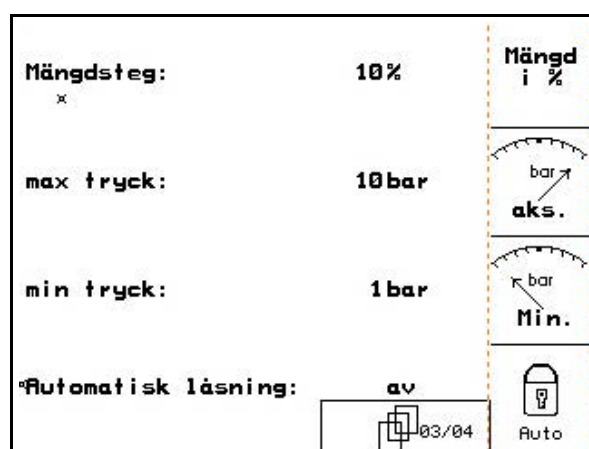 Mängdsteg: 10% Mängd i %
¤
max tryck: 10bar bar aks.
min tryck: 1bar bar Min.
Automatisk låsning: av Auto
03/04